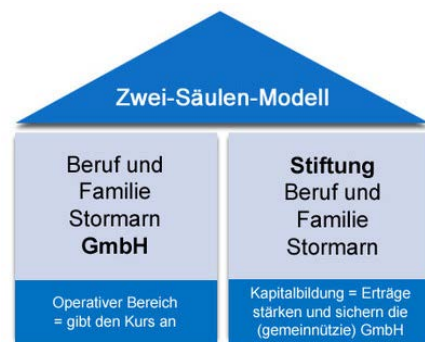 Zwei-Säulen-Modell
Beruf und
Familie
Stormarn
GmbH
Operativer Bereich
= gibt den Kurs an
Stiftung
Beruf und
Familie
Stormarn
Kapitalbildung = Erträge
stärken und sichern die
(gemeinnützie) GmbH